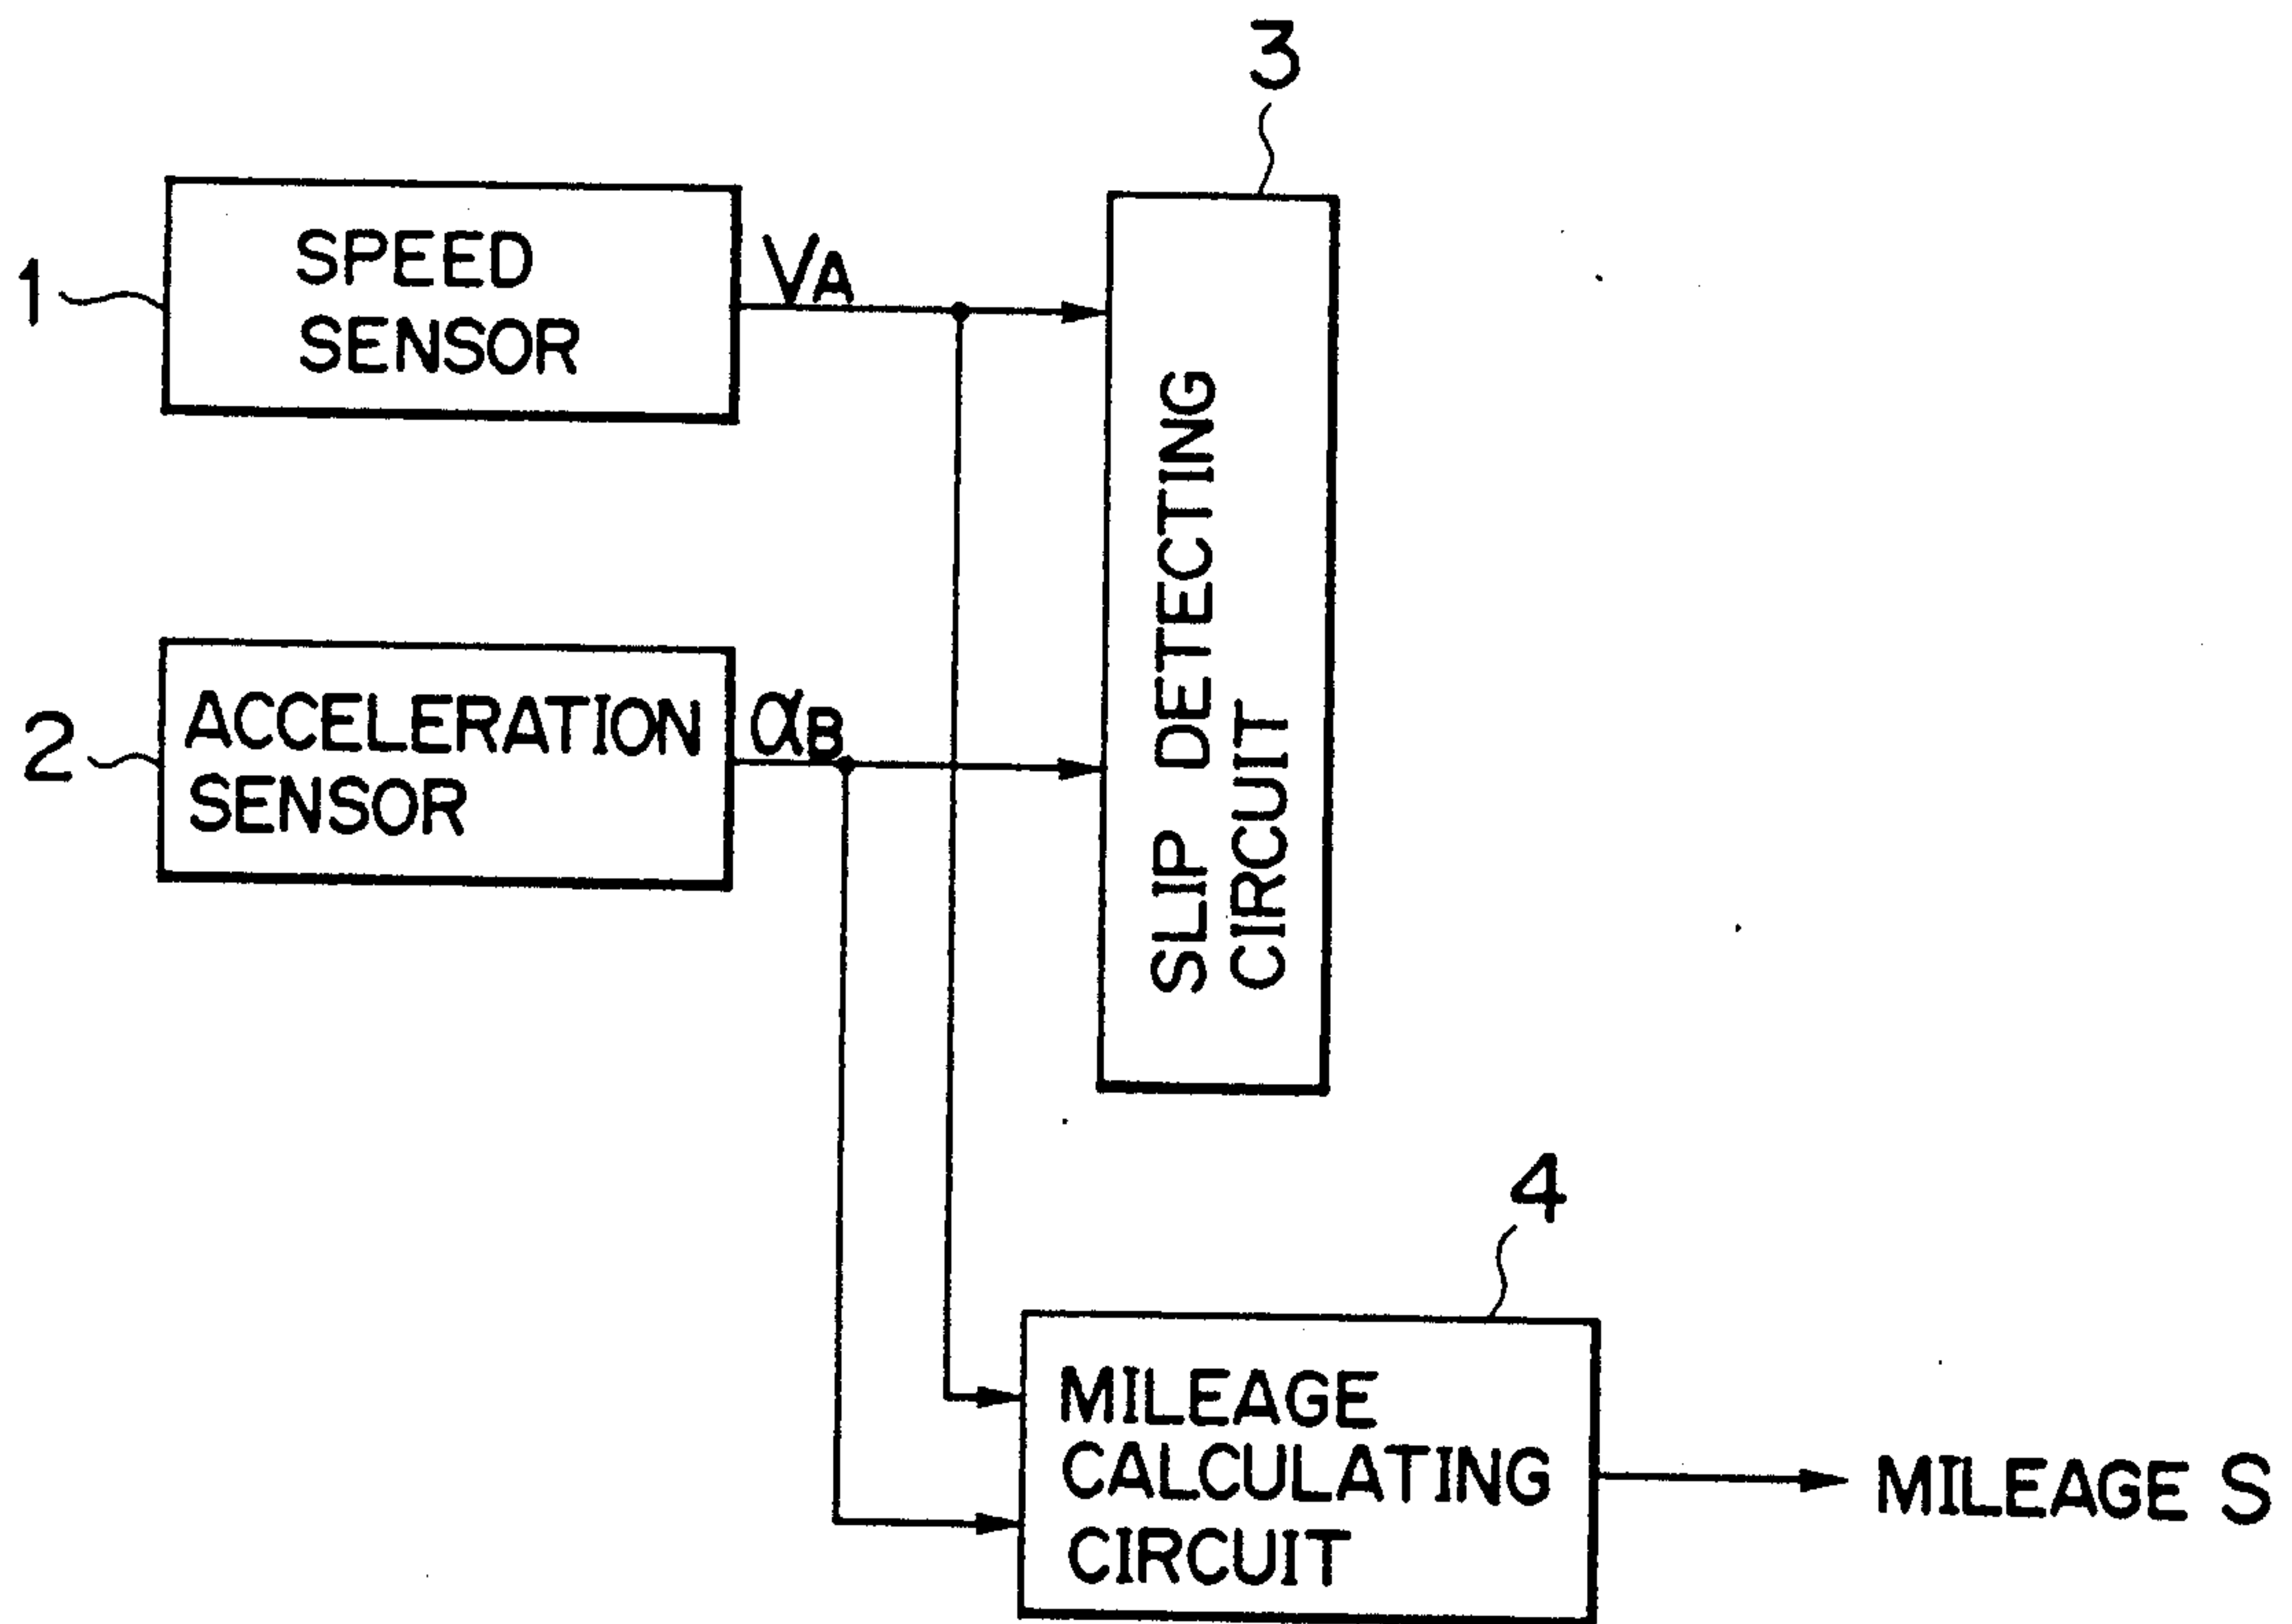 3
1
SPEED
SENSOR
VA
2
ACCELERATION
SENSOR
αB
SLIP DETECTING
CIRCUIT
4
MILEAGE
CALCULATING
CIRCUIT
MILEAGE S